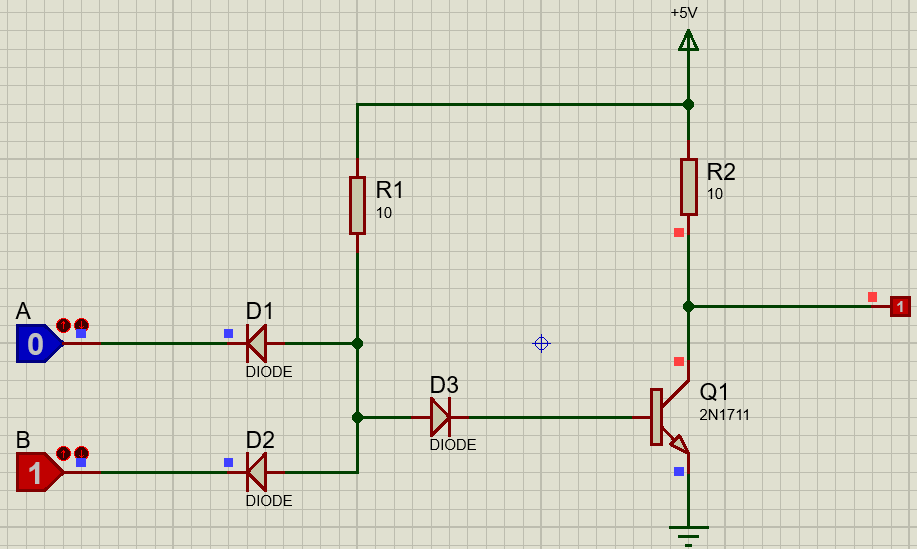 +5V
R2
10
R1
10
1
A
0
D1
DIODE
D3
DIODE
Q1
2N1711
B
1
D2
DIODE